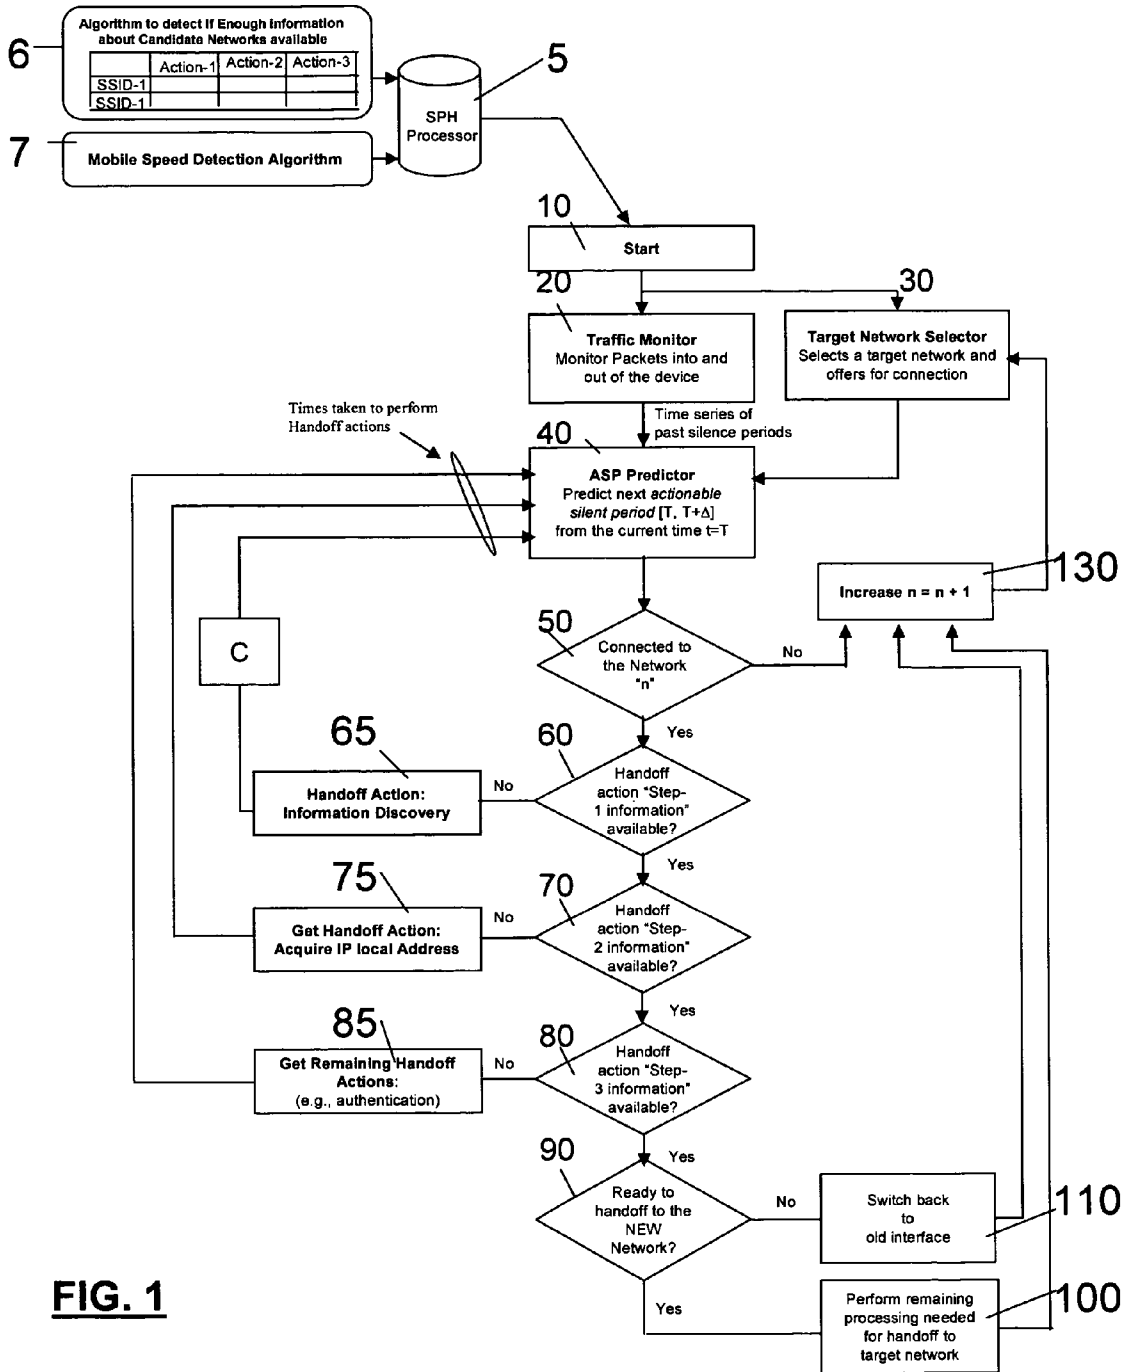 Algorithm to detect If Enough Information
about Candidate Networks available
6
Action-1
Action-2
Action-3
SSID-1
SSID-1
5
SPH
Processor
7
Mobile Speed Detection Algorithm
10
Start
20
30
Traffic Monitor
Monitor Packets into and
out of the device
Target Network Selector
Selects a target network and
offers for connection
Times taken to perform
Handoff actions
Time series of
past silence periods
40
ASP Predictor
Predict next actionable
silent period [T, T+Δ]
from the current time t=T
130
Increase n = n + 1
50
Connected to
the Network
"n"
No
C
Yes
60
65
Handoff Action:
Information Discovery
No
Handoff
action "Step-
1 information"
available?
Yes
75
70
Get Handoff Action:
Acquire IP local Address
No
Handoff
action "Step-
2 information"
available?
Yes
85
80
Get Remaining Handoff
Actions:
(e.g., authentication)
No
Handoff
action "Step-
3 information"
available?
Yes
90
Ready to
handoff to the
NEW
Network?
No
Switch back
to
old interface
110
Yes
Perform remaining
processing needed
for handoff to
target network
100
FIG. 1